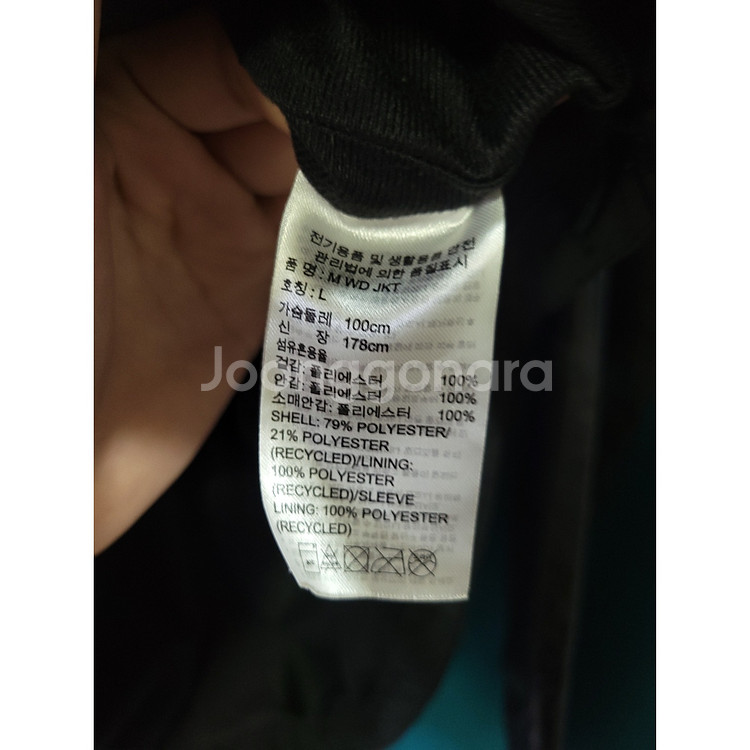 전기용품 및 생활용품 안전
관리법에 의한 품질표시
품 명 : M WD JKT
호칭 : L
가슴둘레 100cm
신 장 178cm
섬유혼용율
겉감 : 폴리에스터 100%
안감 : 폴리에스터 100%
소매안감 : 폴리에스터 100%
SHELL: 79% POLYESTER/
21% POLYESTER
(RECYCLED)/LINING:
100% POLYESTER
(RECYCLED)/SLEEVE
LINING: 100% POLYESTER
(RECYCLED)
Joonggonara